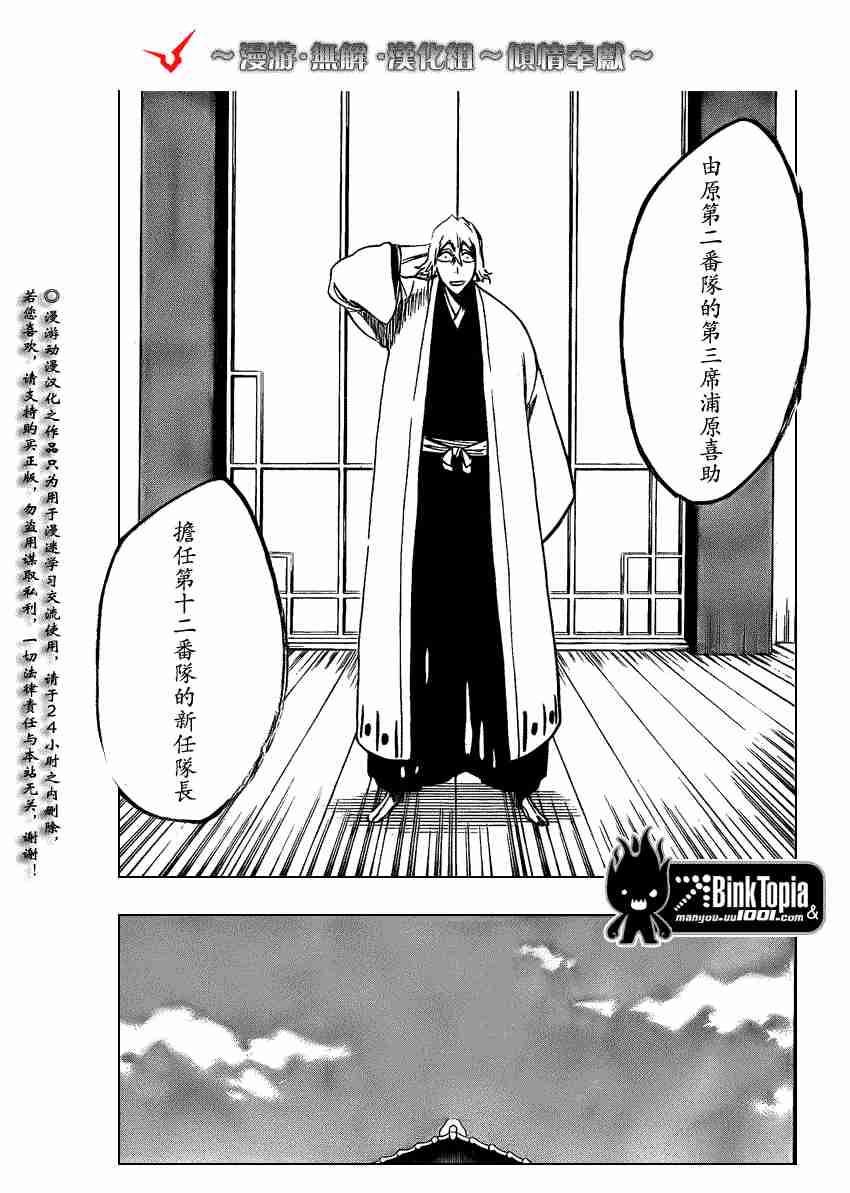 ~漫游·無解·漢化組~傾情奉獻~
由原第二番隊的第三席浦原喜助
擔任第十二番隊的新任隊長
◎漫游动漫汉化之作品只为用于漫迷学习交流使用，请于24小时之内删除，
若您喜欢，请支持购买正版，勿盗用谋取私利，一切法律责任与本站无关，谢谢！
BinkTopia
&
1001.com